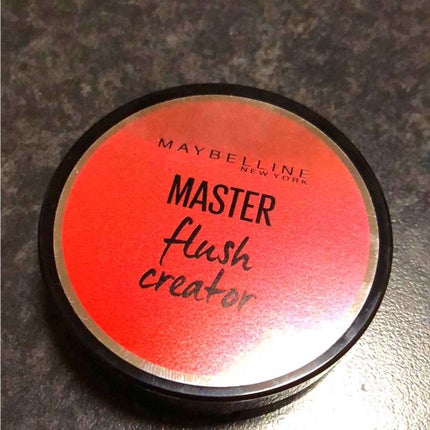 MAYBELLINE
NEW YORK
MASTER
flush
creator